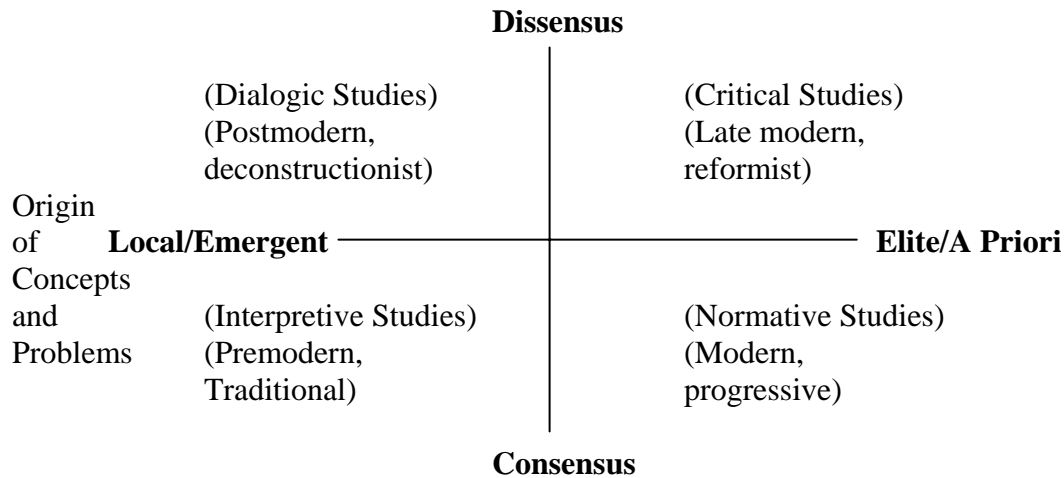 Dissensus
(Dialogic Studies)
(Postmodern,
deconstructionist)
(Critical Studies)
(Late modern,
reformist)
Origin
of
Concepts
and
Problems
Local/Emergent
Elite/A Priori
(Interpretive Studies)
(Premodern,
Traditional)
(Normative Studies)
(Modern,
progressive)
Consensus